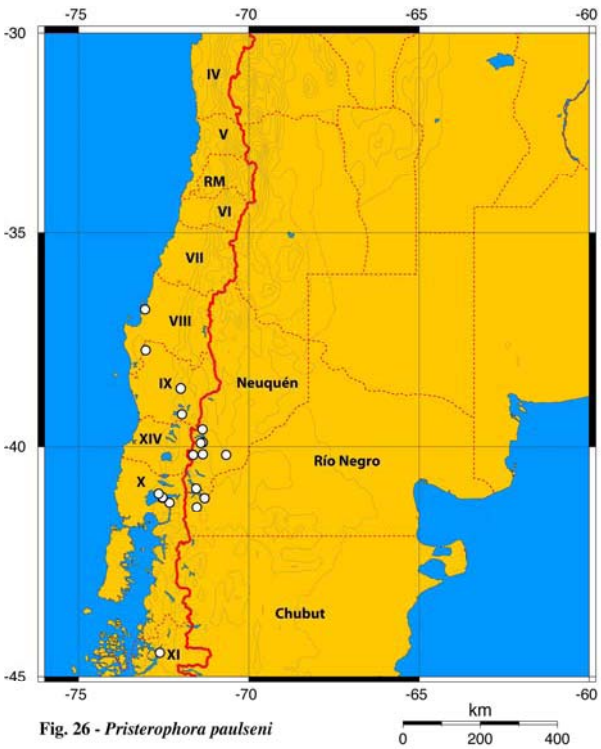 -75 -70 -65 -60
-30
IV
V
RM
VI
-35
VII
VIII
IX
Neuquén
XIV
-40
Río Negro
X
Chubut
XI
-45
-75 -70 -65 -60
km
0 200 400
Fig. 26 - Pristerophora paulseni